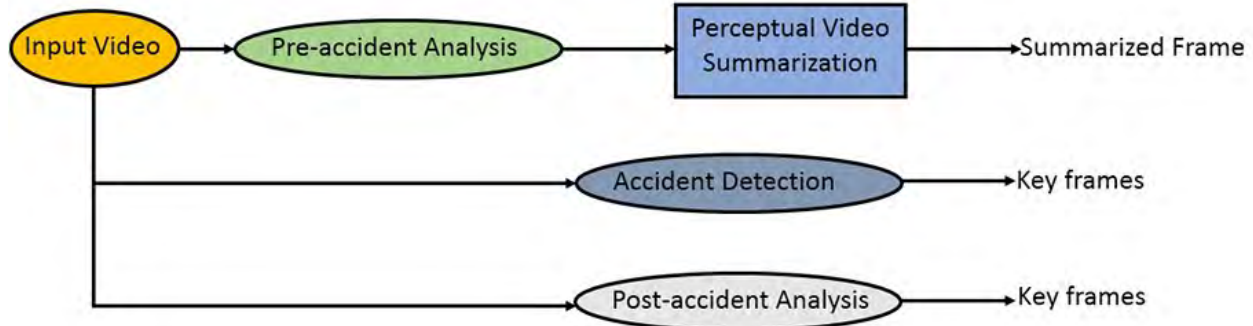 Input Video
Pre-accident Analysis
Perceptual Video
Summarization
Summarized Frame
Accident Detection
Key frames
Post-accident Analysis
Key frames